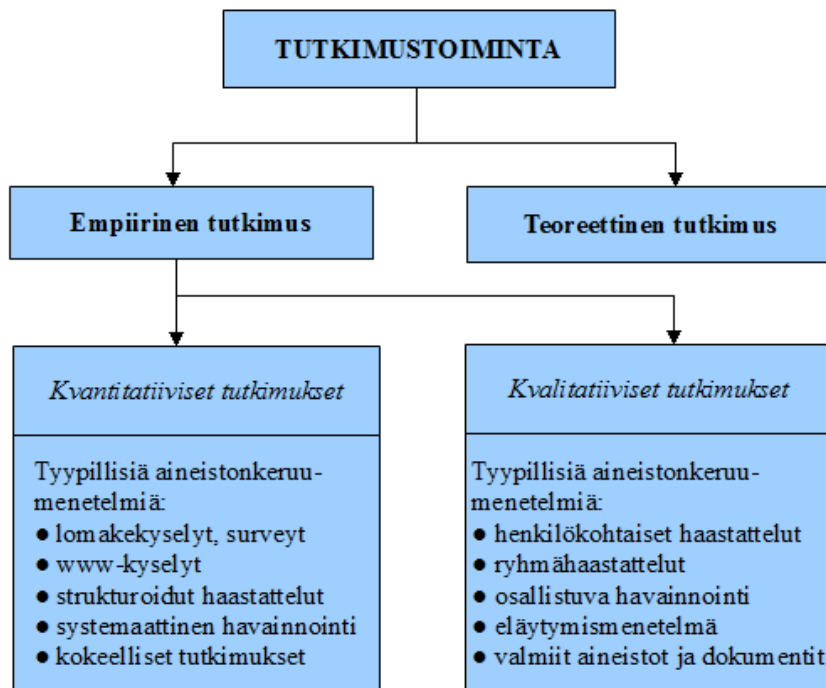 TUTKIMUSTOIMINTA
Empiirinen tutkimus
Teoreettinen tutkimus
Kvantitatiiviset tutkimukset
Tyypillisiä aineistonkeruu-
menetelmiä:
● lomakekyselyt, surveyt
● www-kyselyt
● strukturoidut haastattelut
● systemaattinen havainnointi
● kokeelliset tutkimukset
Kvalitatiiviset tutkimukset
Tyypillisiä aineistonkeruu-
menetelmiä:
● henkilökohtaiset haastattelut
● ryhmähaastattelut
● osallistuva havainnointi
● eläytymismenetelmä
● valmiit aineistot ja dokumentit